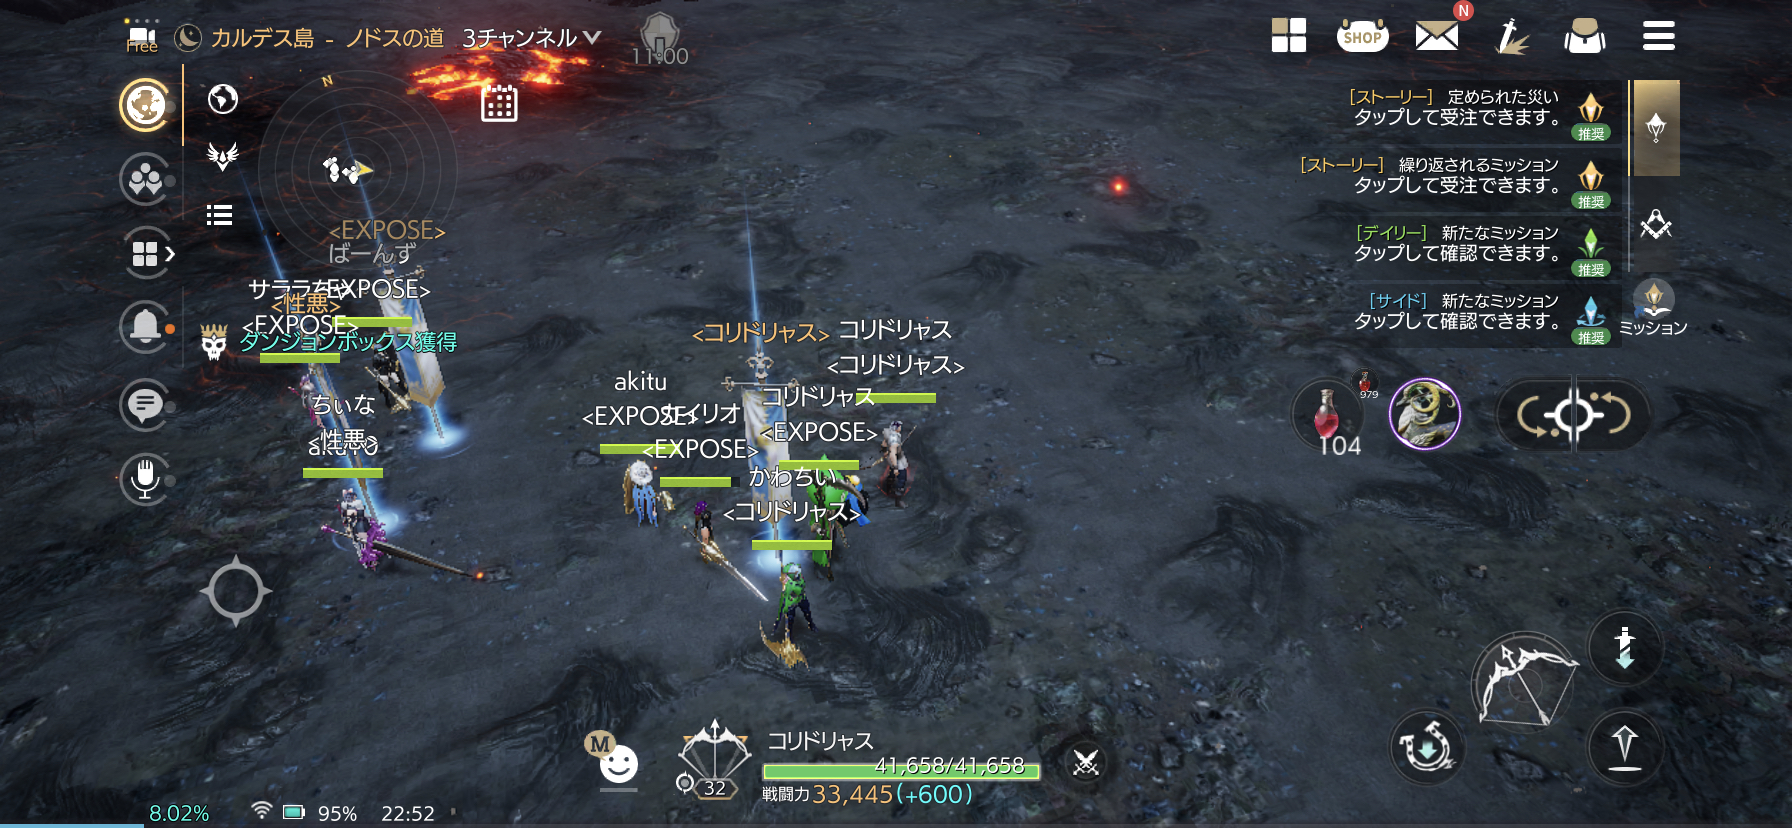 Free
カルデス島 - ノドスの道 3チャンネル
11:00
SHOP
N
N
[ストーリー] 定められた災い
タップして受注できます。
推奨
[ストーリー] 繰り返されるミッション
タップして受注できます。
推奨
[デイリー] 新たなミッション
タップして確認できます。
推奨
[サイド] 新たなミッション
タップして確認できます。
推奨
ミッション
<EXPOSE>
ばーんず
<EXPOSE>
<性悪>
<EXPOSE>
ダンジョンボックス獲得
ちぃな
<性悪>
<コリドリャス> コリドリャス
<コリドリャス>
akitu
<EXPOSE>
コリドリャス
<EXPOSE>
<EXPOSE>
かわちい
<コリドリャス>
979
104
M
コリドリャス
41,658/41,658
32
戦闘力 33,445(+600)
8.02%
95%
22:52